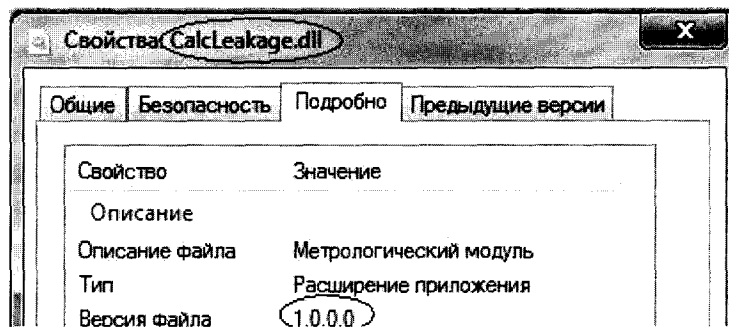 Свойства: CalcLeakage.dll
Общие Безопасность Подробно Предыдущие версии
Свойство Значение
Описание
Описание файла Метрологический модуль
Тип Расширение приложения
Версия файла 1.0.0.0